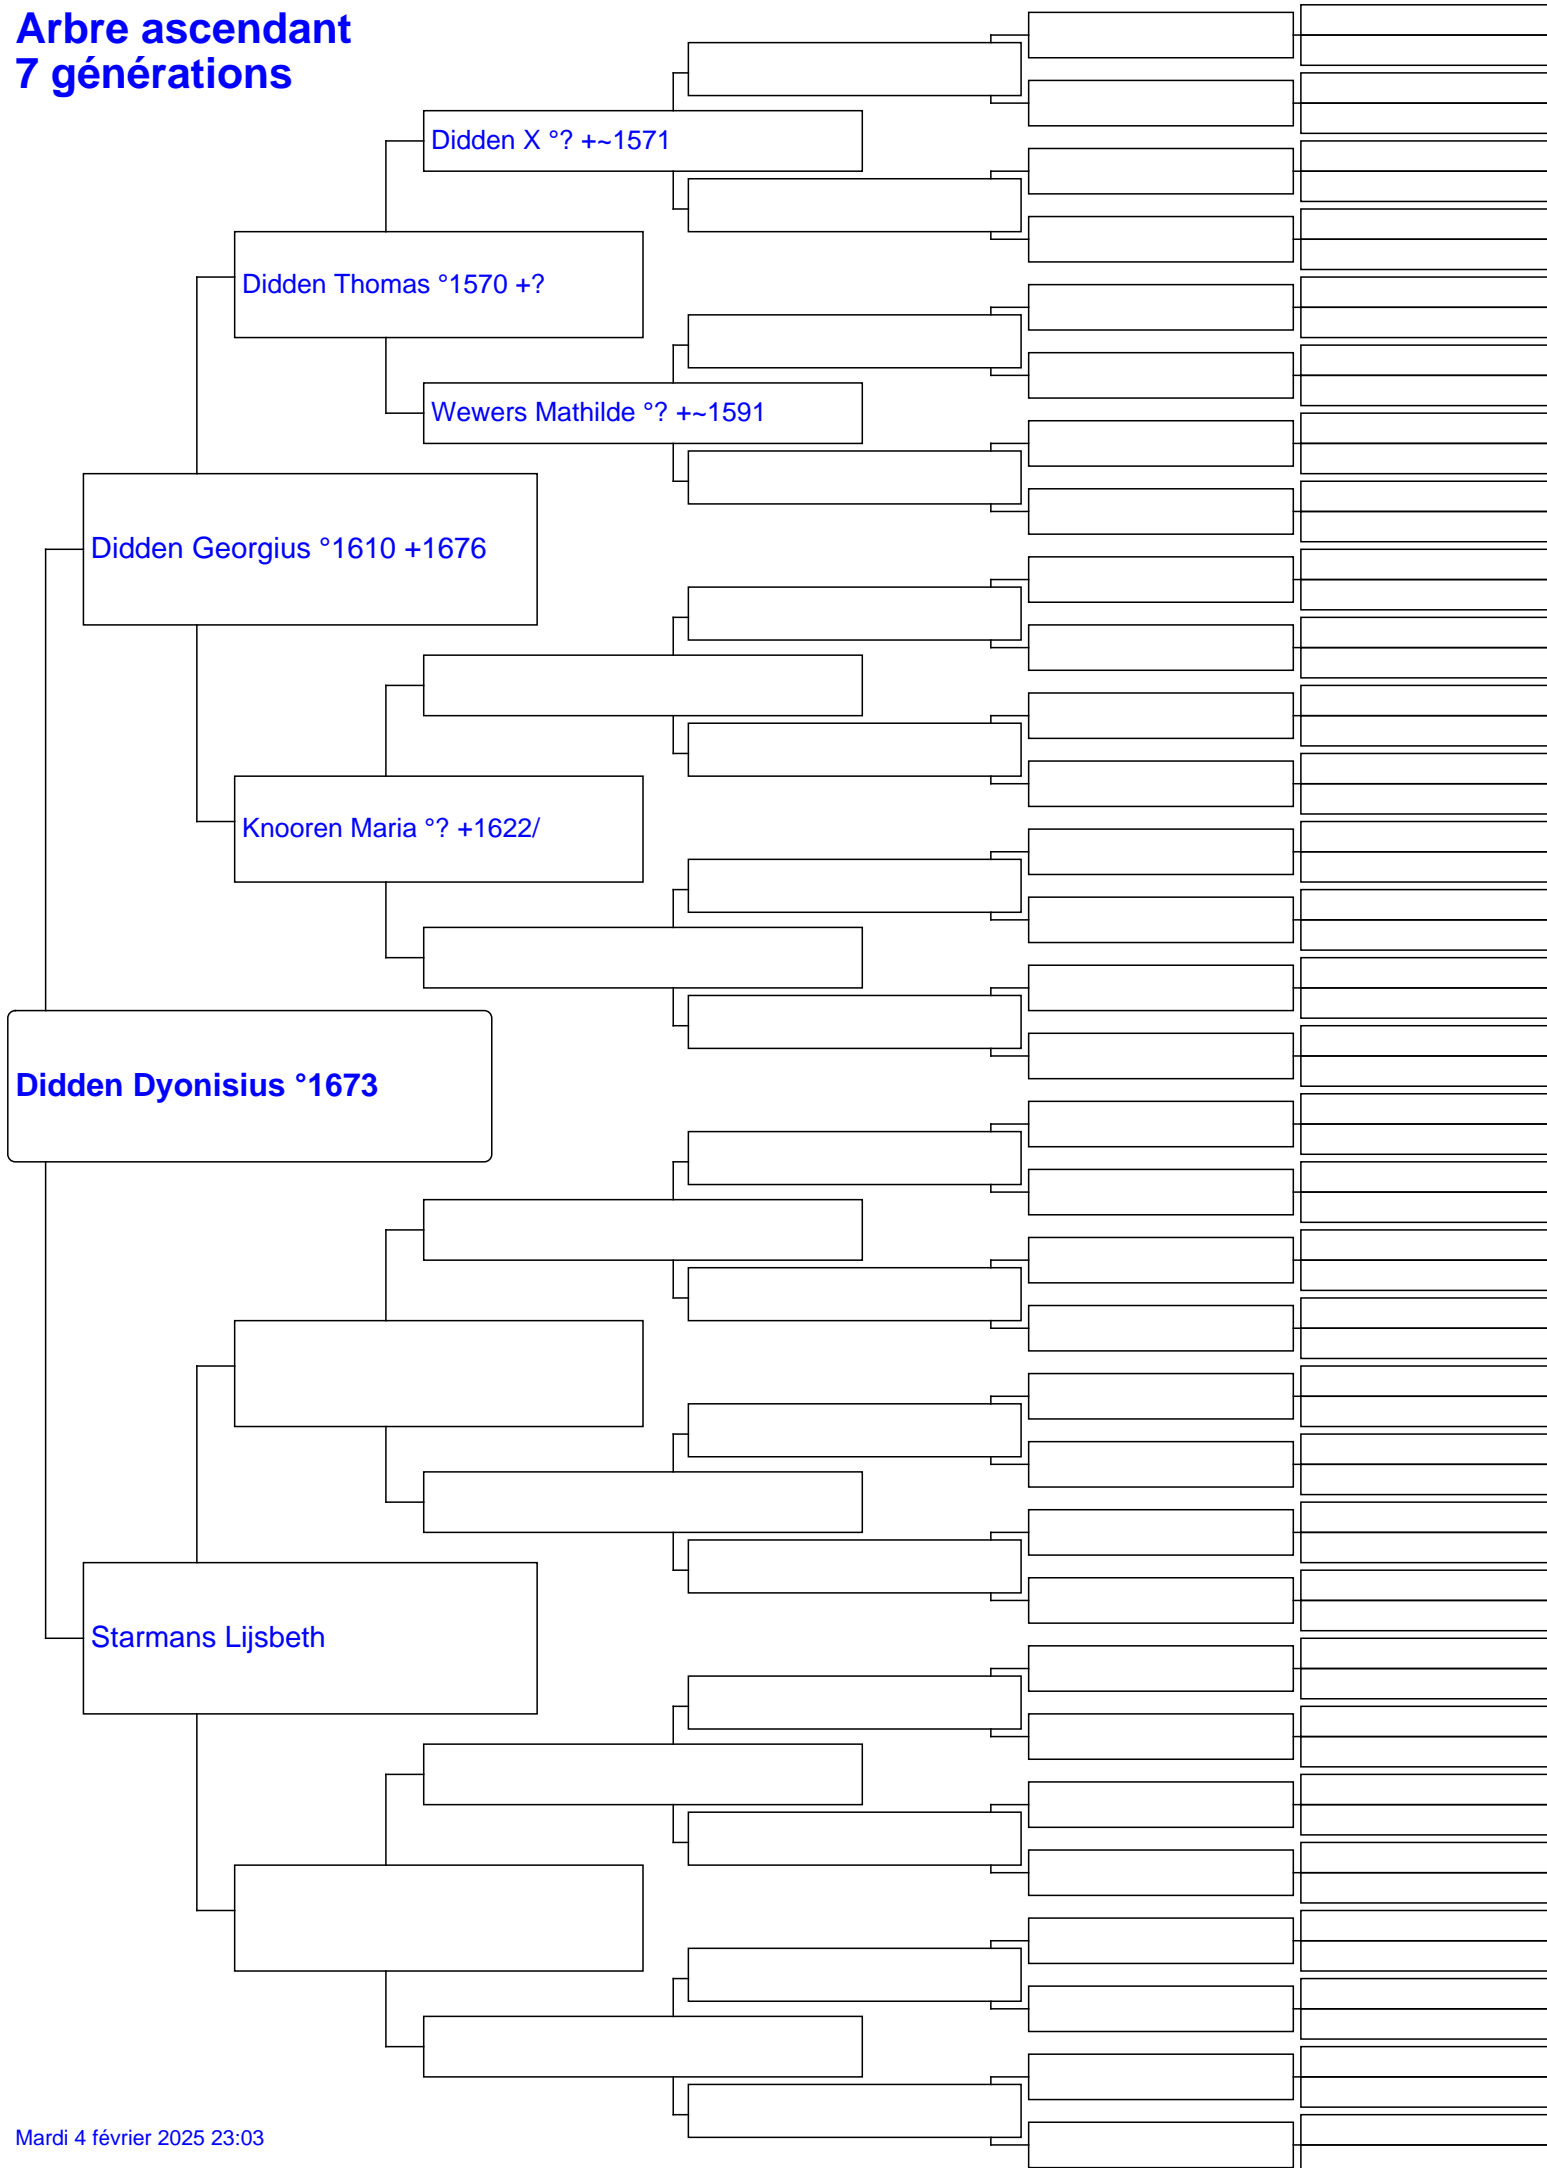 Arbre ascendant
7 générations
Didden X °? +~1571
Didden Thomas °1570 +?
Wewers Mathilde °? +~1591
Didden Georgius °1610 +1676
Knooren Maria °? +1622/
Didden Dyonisius °1673
Starmans Lijsbeth
Mardi 4 février 2025 23:03